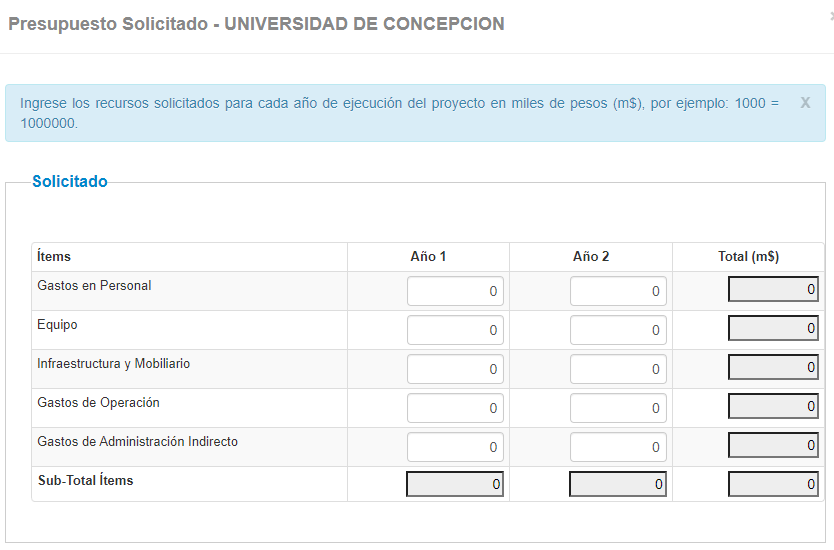 Presupuesto Solicitado - UNIVERSIDAD DE CONCEPCION
Ingrese los recursos solicitados para cada año de ejecución del proyecto en miles de pesos (m$), por ejemplo: 1000 = X
1000000.
Solicitado
Ítems Año 1 Año 2 Total (m$)
Gastos en Personal 0 0 0
Equipo 0 0 0
Infraestructura y Mobiliario 0 0 0
Gastos de Operación 0 0 0
Gastos de Administración Indirecto 0 0 0
Sub-Total Ítems 0 0 0